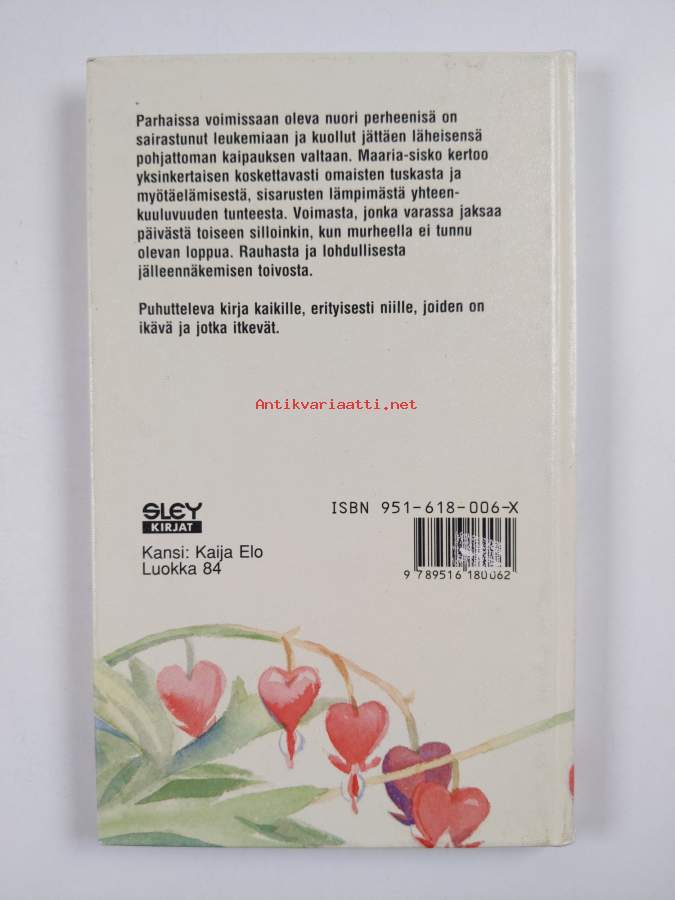 Parhaissa voimissaan oleva nuori perheenisä on
sairastunut leukemiaan ja kuollut jättäen läheisensä
pohjattoman kaipauksen valtaan. Maaria-sisko kertoo
yksinkertaisen koskettavasti omaisten tuskasta ja
myötäelämisestä, sisarusten lämpimästä yhteen-
kuuluvuuden tunteesta. Voimasta, jonka varassa jaksaa
päivästä toiseen silloinkin, kun murheella ei tunnu
olevan loppua. Rauhasta ja lohdullisesta
jälleennäkemisen toivosta.
Puhutteleva kirja kaikille, erityisesti niille, joiden on
ikävä ja jotka itkevät.
Antikvariaatti.net
SLEY
KIRJAT
Kansi: Kaija Elo
Luokka 84
ISBN 951-618-006-X
9 789516 180062